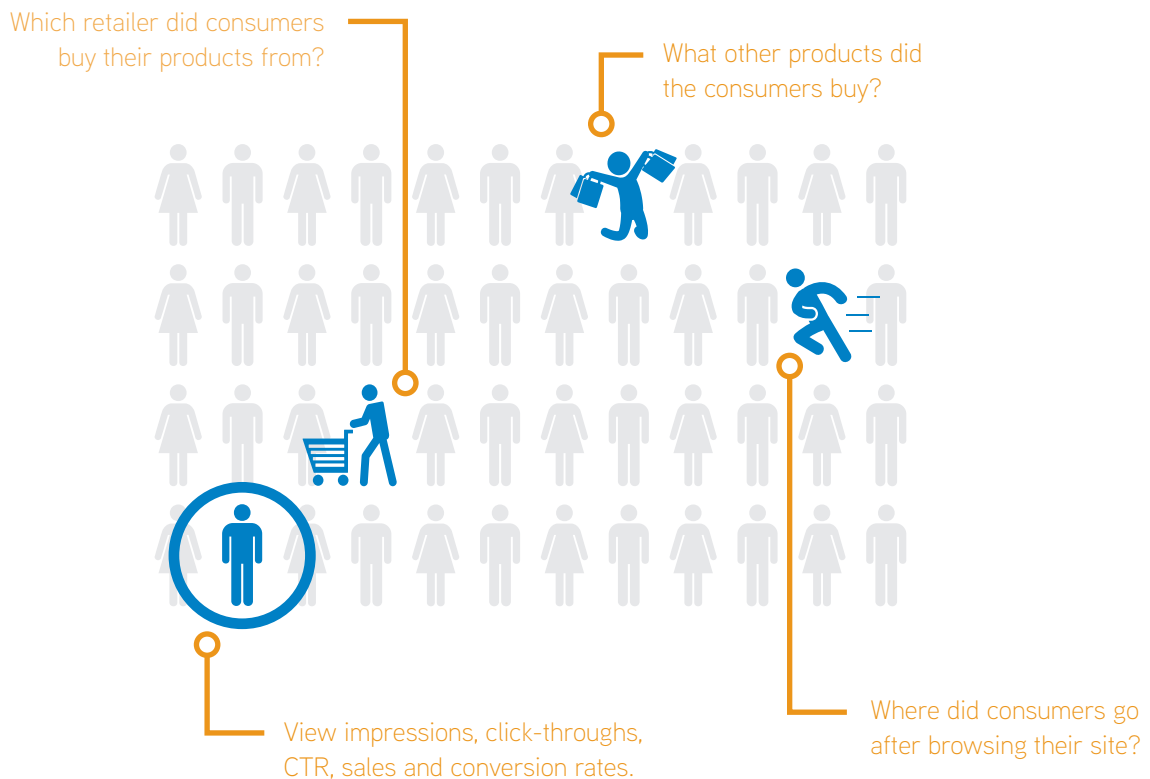 Which retailer did consumers
buy their products from?
What other products did
the consumers buy?
Where did consumers go
after browsing their site?
View impressions, click-throughs,
CTR, sales and conversion rates.